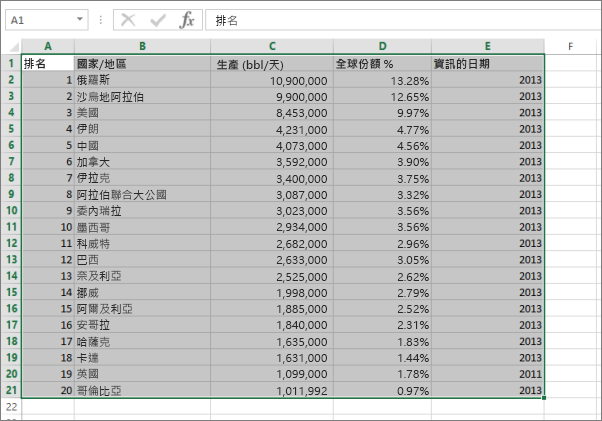 A1 fx 排名
A B C D E F
1 排名 國家/地區 生產 (bbl/天) 全球份額 % 資訊的日期
2 1 俄羅斯 10,900,000 13.28% 2013
3 2 沙烏地阿拉伯 9,900,000 12.65% 2013
4 3 美國 8,453,000 9.97% 2013
5 4 伊朗 4,231,000 4.77% 2013
6 5 中國 4,073,000 4.56% 2013
7 6 加拿大 3,592,000 3.90% 2013
8 7 伊拉克 3,400,000 3.75% 2013
9 8 阿拉伯聯合大公國 3,087,000 3.32% 2013
10 9 委內瑞拉 3,023,000 3.56% 2013
11 10 墨西哥 2,934,000 3.56% 2013
12 11 科威特 2,682,000 2.96% 2013
13 12 巴西 2,633,000 3.05% 2013
14 13 奈及利亞 2,525,000 2.62% 2013
15 14 挪威 1,998,000 2.79% 2013
16 15 阿爾及利亞 1,885,000 2.52% 2013
17 16 安哥拉 1,840,000 2.31% 2013
18 17 哈薩克 1,635,000 1.83% 2013
19 18 卡達 1,631,000 1.44% 2013
20 19 英國 1,099,000 1.78% 2011
21 20 哥倫比亞 1,011,992 0.97% 2013
22